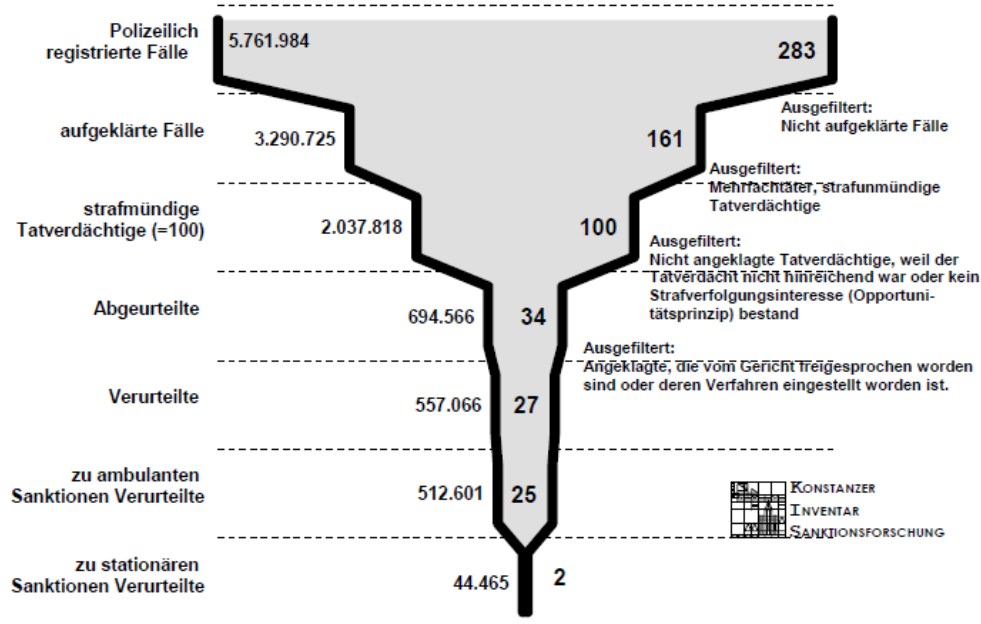 Polizeilich
registrierte Fälle
5.761.984
283
Ausgefiltert:
Nicht aufgeklärte Fälle
aufgeklärte Fälle
3.290.725
161
Ausgefiltert:
Mehrfachtäter, strafunmündige
Tatverdächtige
strafmündige
Tatverdächtige (=100)
2.037.818
100
Ausgefiltert:
Nicht angeklagte Tatverdächtige, weil der
Tatverdacht nicht hinreichend war oder kein
Strafverfolgungsinteresse (Opportuni-
tätsprinzip) bestand
Abgeurteilte
694.566
34
Ausgefiltert:
Angeklagte, die vom Gericht freigesprochen worden
sind oder deren Verfahren eingestellt worden ist.
Verurteilte
557.066
27
zu ambulanten
Sanktionen Verurteilte
512.601
25
KONSTANZER
INVENTAR
SANKTIONSFORSCHUNG
zu stationären
Sanktionen Verurteilte
44.465
2